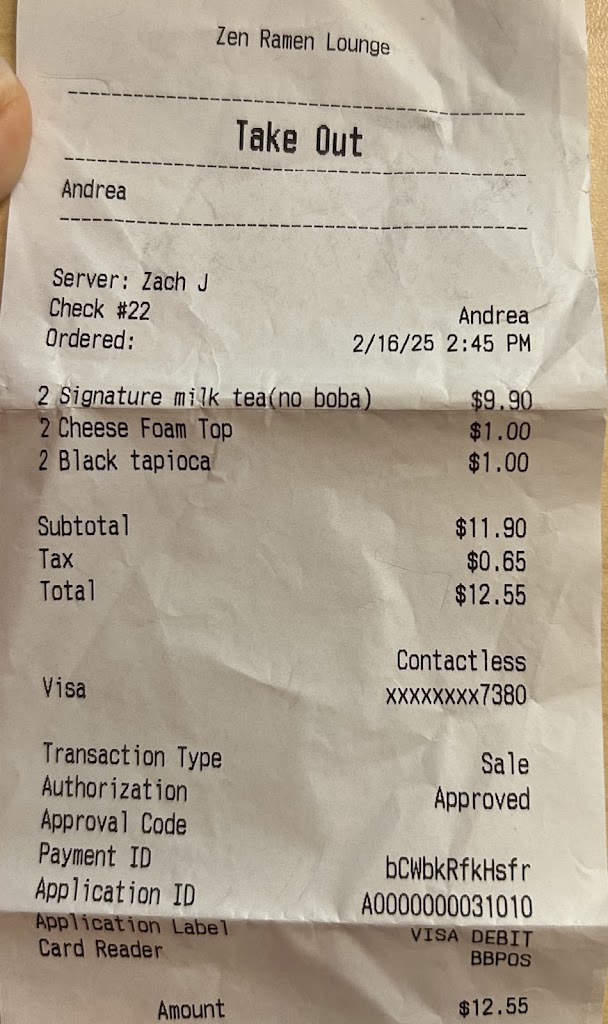 Zen Ramen Lounge
Take Out
Andrea
Server: Zach J
Check #22 Andrea
Ordered: 2/16/25 2:45 PM
2 Signature milk tea(no boba) $9.90
2 Cheese Foam Top $1.00
2 Black tapioca $1.00
Subtotal $11.90
Tax $0.65
Total $12.55
Contactless
Visa xxxxxxxx7380
Transaction Type Sale
Authorization Approved
Approval Code
Payment ID bCWbkRfkHsfr
Application ID A0000000031010
Application Label VISA DEBIT
Card Reader BBPOS
Amount $12.55